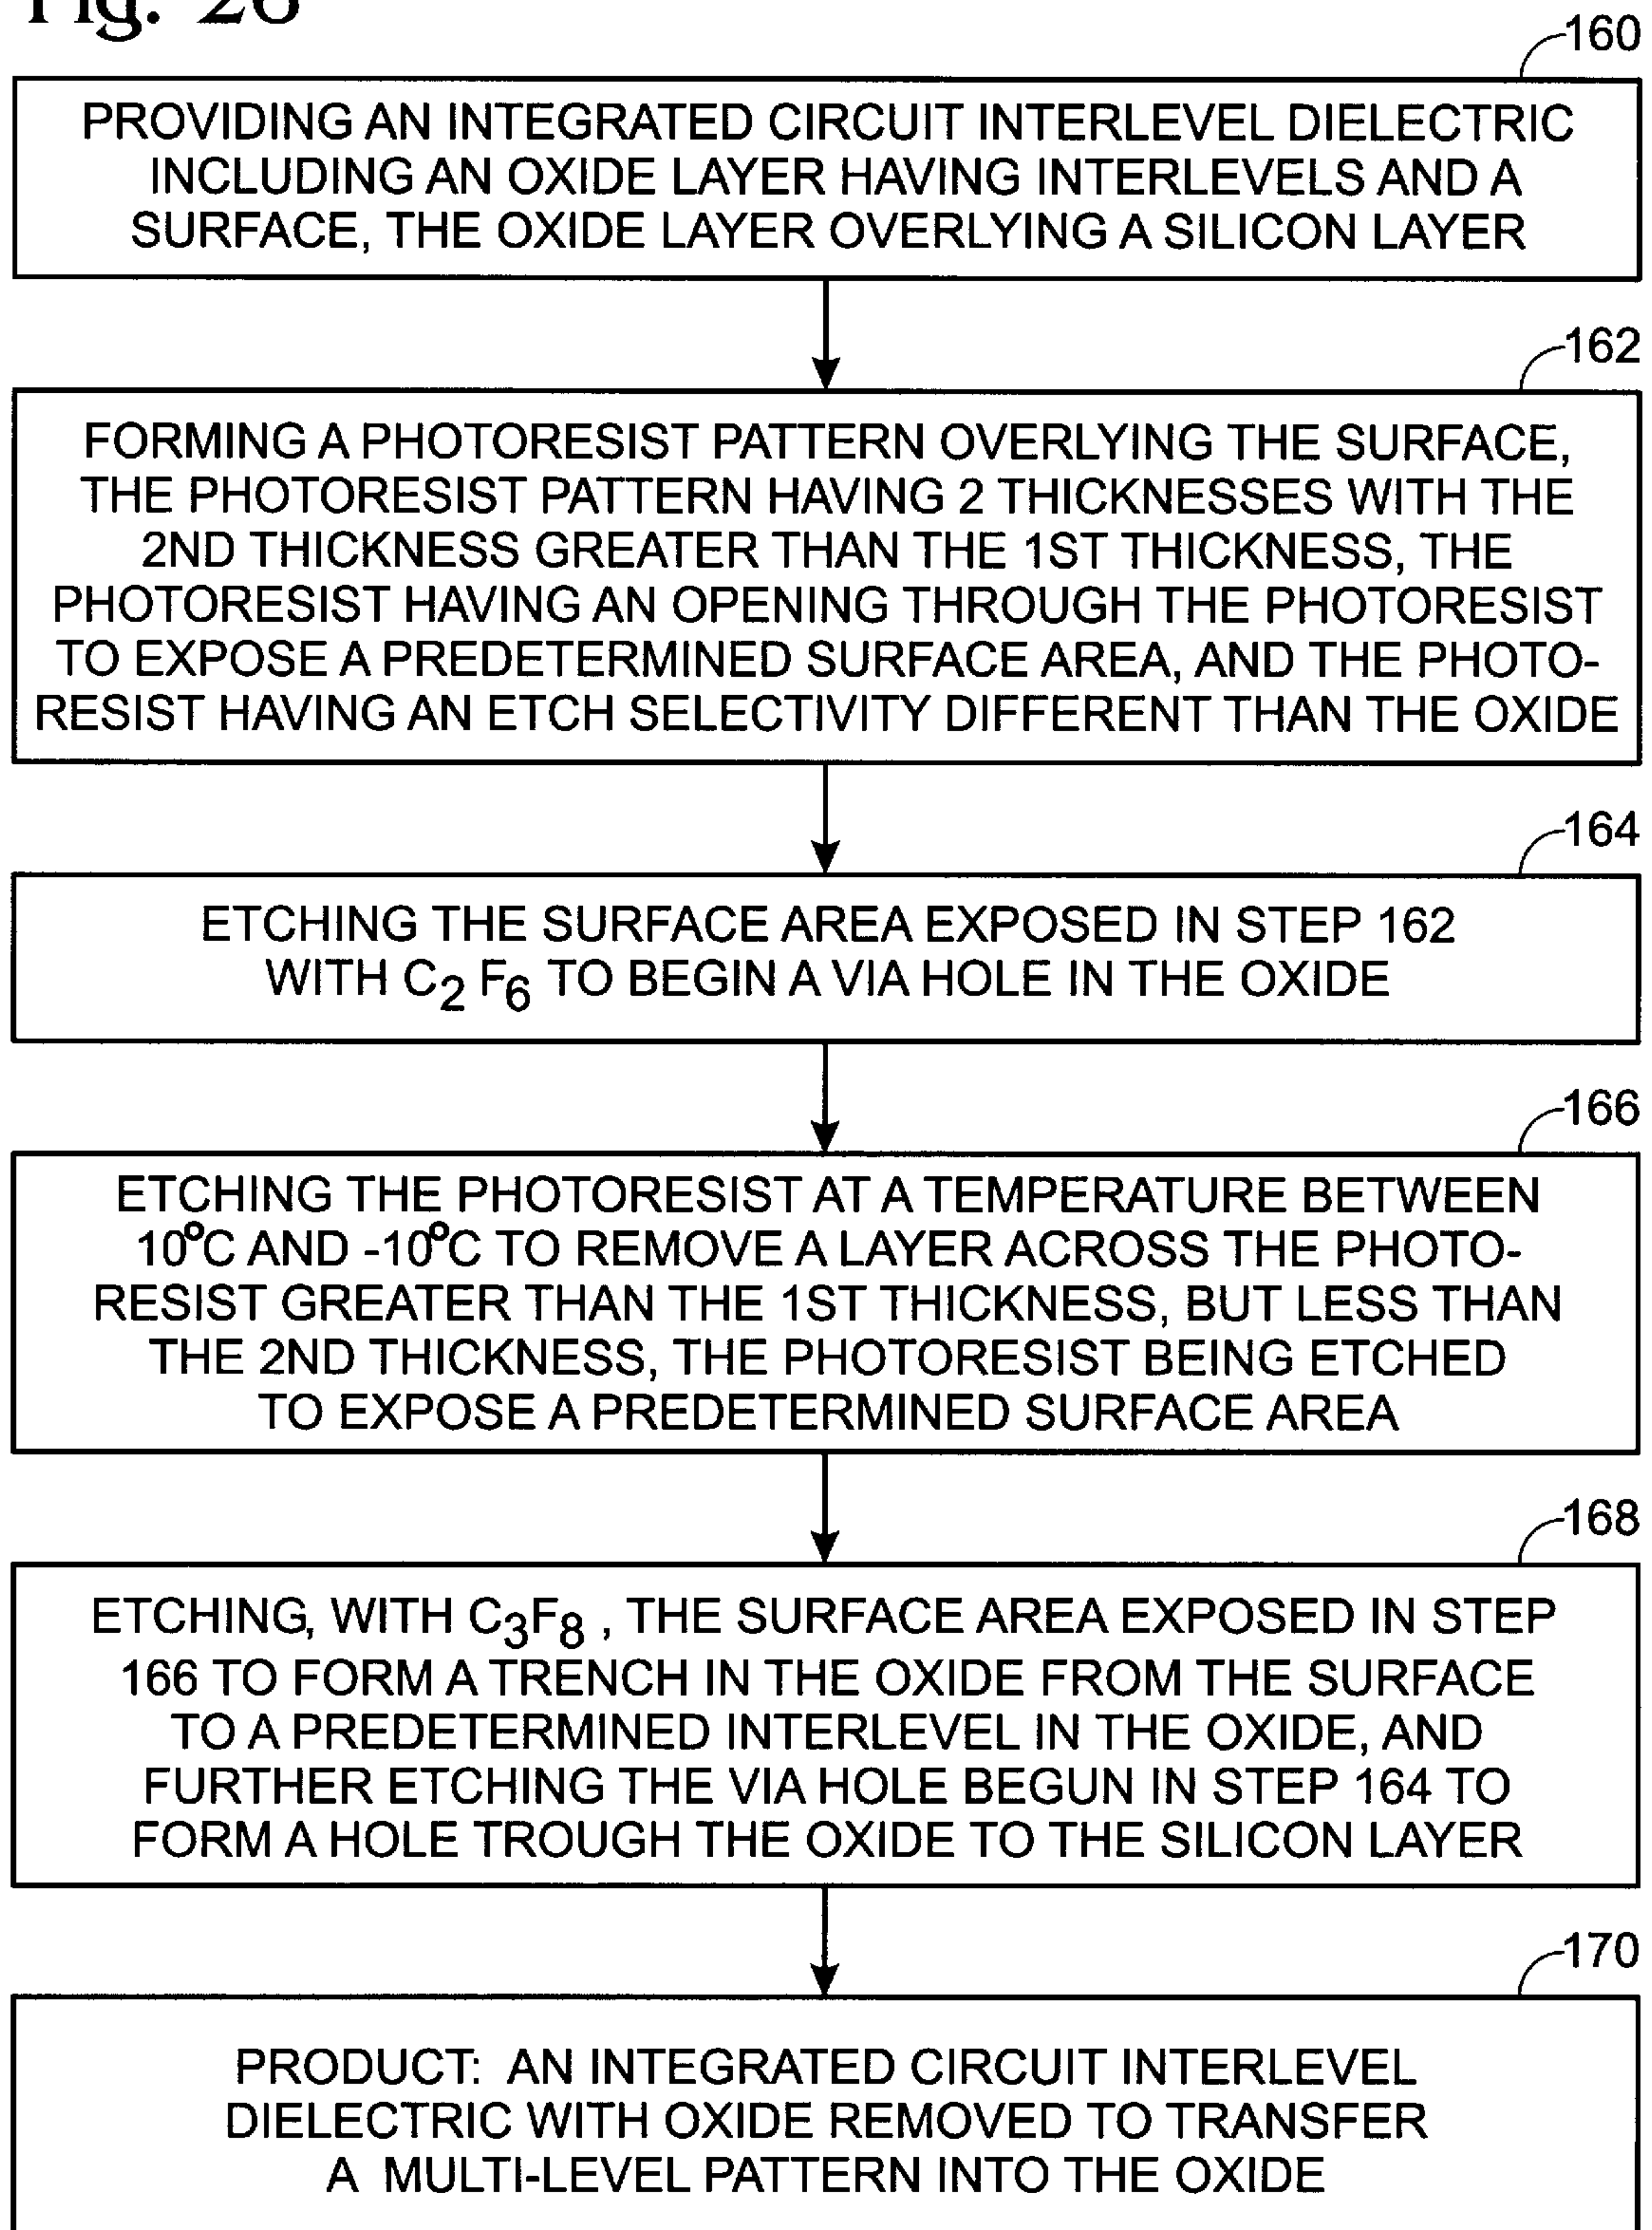 Fig. 26
160
PROVIDING AN INTEGRATED CIRCUIT INTERLEVEL DIELECTRIC
INCLUDING AN OXIDE LAYER HAVING INTERLEVELS AND A
SURFACE, THE OXIDE LAYER OVERLYING A SILICON LAYER
162
FORMING A PHOTORESIST PATTERN OVERLYING THE SURFACE,
THE PHOTORESIST PATTERN HAVING 2 THICKNESSES WITH THE
2ND THICKNESS GREATER THAN THE 1ST THICKNESS, THE
PHOTORESIST HAVING AN OPENING THROUGH THE PHOTORESIST
TO EXPOSE A PREDETERMINED SURFACE AREA, AND THE PHOTO-
RESIST HAVING AN ETCH SELECTIVITY DIFFERENT THAN THE OXIDE
164
ETCHING THE SURFACE AREA EXPOSED IN STEP 162
WITH C₂ F₆ TO BEGIN A VIA HOLE IN THE OXIDE
166
ETCHING THE PHOTORESIST AT A TEMPERATURE BETWEEN
10°C AND -10°C TO REMOVE A LAYER ACROSS THE PHOTO-
RESIST GREATER THAN THE 1ST THICKNESS, BUT LESS THAN
THE 2ND THICKNESS, THE PHOTORESIST BEING ETCHED
TO EXPOSE A PREDETERMINED SURFACE AREA
168
ETCHING, WITH C₃F₈ , THE SURFACE AREA EXPOSED IN STEP
166 TO FORM A TRENCH IN THE OXIDE FROM THE SURFACE
TO A PREDETERMINED INTERLEVEL IN THE OXIDE, AND
FURTHER ETCHING THE VIA HOLE BEGUN IN STEP 164 TO
FORM A HOLE TROUGH THE OXIDE TO THE SILICON LAYER
170
PRODUCT: AN INTEGRATED CIRCUIT INTERLEVEL
DIELECTRIC WITH OXIDE REMOVED TO TRANSFER
A MULTI-LEVEL PATTERN INTO THE OXIDE